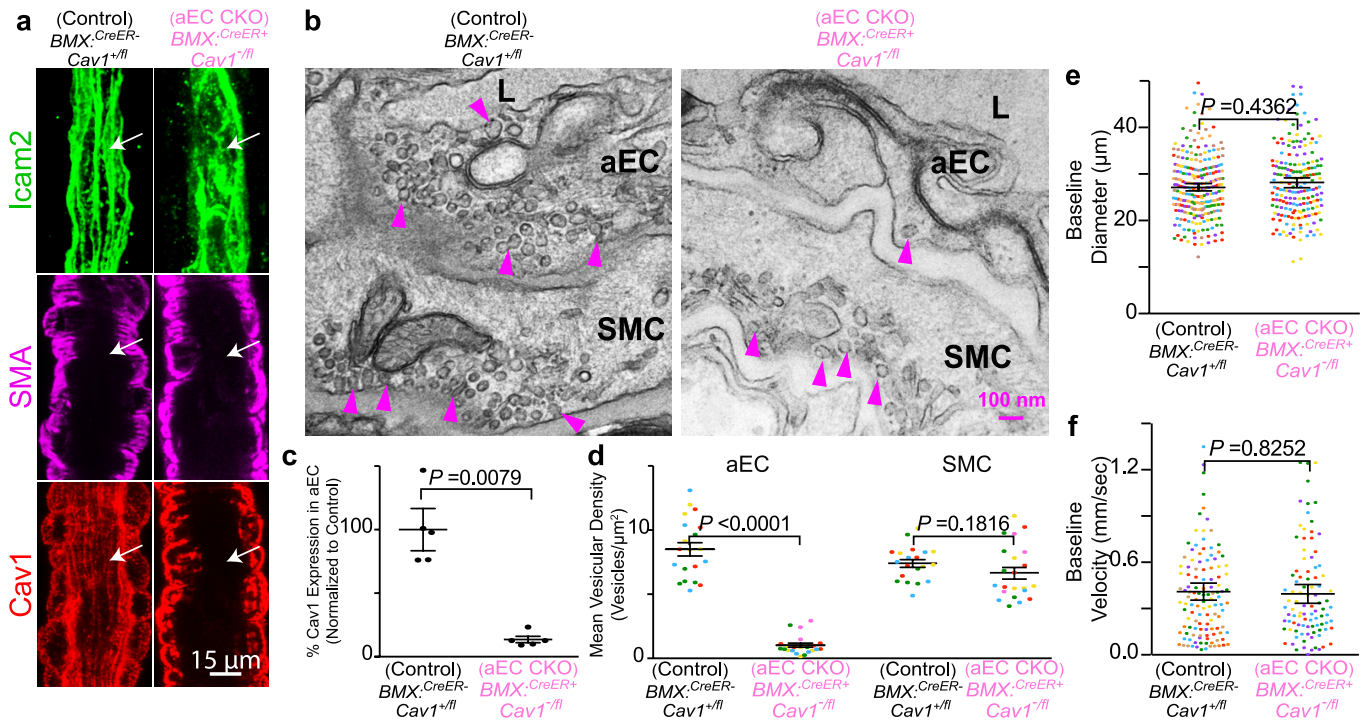 a
(Control)
BMX:CreER-
Cav1+/fl
(aEC CKO)
BMX:CreER+
Cav1-/fl
Icam2
SMA
Cav1
15 µm
b
(Control)
BMX:CreER-
Cav1+/fl
(aEC CKO)
BMX:CreER+
Cav1-/fl
L
aEC
SMC
L
aEC
SMC
100 nm
c
% Cav1 Expression in aEC
(Normalized to Control)
100
0
P =0.0079
(Control)
BMX:CreER-
Cav1+/fl
(aEC CKO)
BMX:CreER+
Cav1-/fl
d
aEC
SMC
Mean Vesicular Density
(Vesicles/µm²)
10
0
P <0.0001
P =0.1816
(Control)
BMX:CreER-
Cav1+/fl
(aEC CKO)
BMX:CreER+
Cav1-/fl
(Control)
BMX:CreER-
Cav1+/fl
(aEC CKO)
BMX:CreER+
Cav1-/fl
e
Baseline
Diameter (µm)
40
20
0
P =0.4362
(Control)
BMX:CreER-
Cav1+/fl
(aEC CKO)
BMX:CreER+
Cav1-/fl
f
Baseline
Velocity (mm/sec)
1.2
0.6
0.0
P =0.8252
(Control)
BMX:CreER-
Cav1+/fl
(aEC CKO)
BMX:CreER+
Cav1-/fl